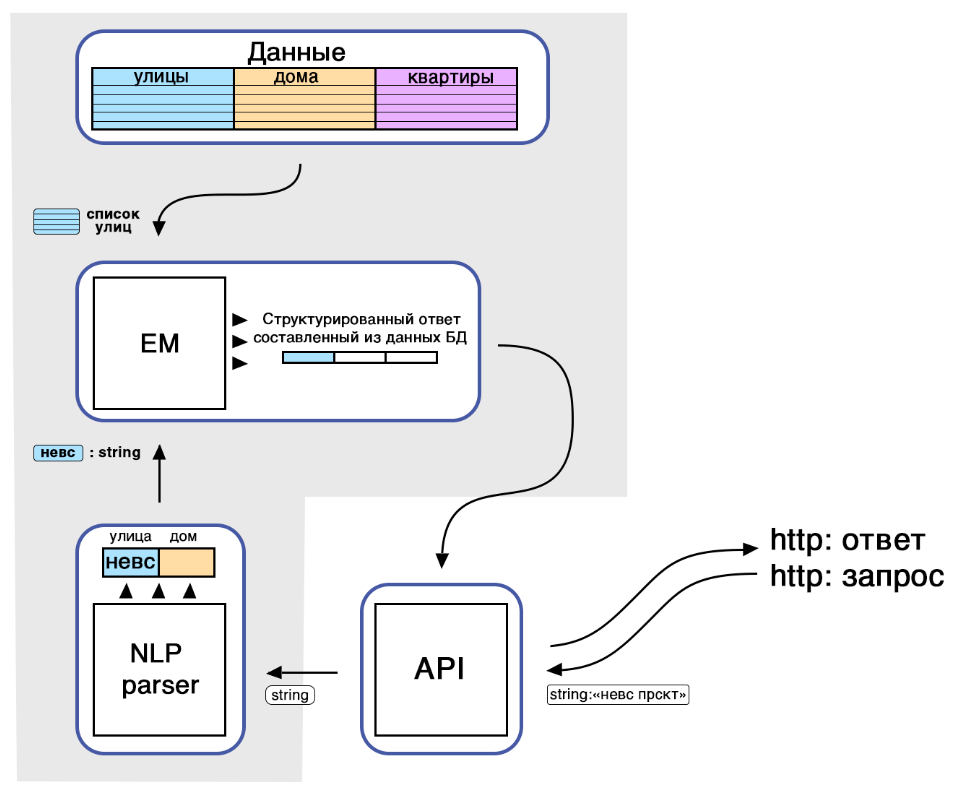 Данные
улицы дома квартиры
список
улиц
EM
Структурированный ответ
составленный из данных БД
невс : string
улица дом
невс
NLP
parser
string
API
http: ответ
http: запрос
string:«невс прскт»